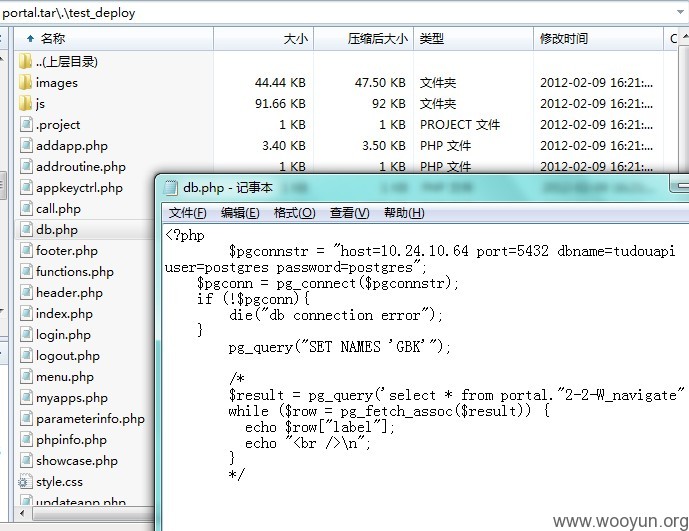 portal.tar\.\test_deploy
名称 大小 压缩后大小 类型 修改时间 C
..(上层目录)
images 44.44 KB 47.50 KB 文件夹 2012-02-09 16:21:...
js 91.66 KB 92 KB 文件夹 2012-02-09 16:21:...
.project 1 KB 1 KB PROJECT 文件 2012-02-09 16:21:...
addapp.php 3.40 KB 3.50 KB PHP 文件 2012-02-09 16:21:...
addroutine.php 1 KB 1 KB PHP 文件 2012-02-09 16:21:...
appkeyctrl.php
call.php
db.php
footer.php
functions.php
header.php
index.php
login.php
logout.php
menu.php
myapps.php
parameterinfo.php
phpinfo.php
showcase.php
style.css
updateapp.php
db.php - 记事本
文件(F) 编辑(E) 格式(O) 查看(V) 帮助(H)
<?php
$pgconnstr = "host=10.24.10.64 port=5432 dbname=tudouapi
user=postgres password=postgres";
$pgconn = pg_connect($pgconnstr);
if (!$pgconn){
die("db connection error");
}
pg_query("SET NAMES 'GBK'");
/*
$result = pg_query('select * from portal."2-2-W_navigate"
while ($row = pg_fetch_assoc($result)) {
echo $row["label"];
echo "<br />\n";
}
*/
www.wooyun.org